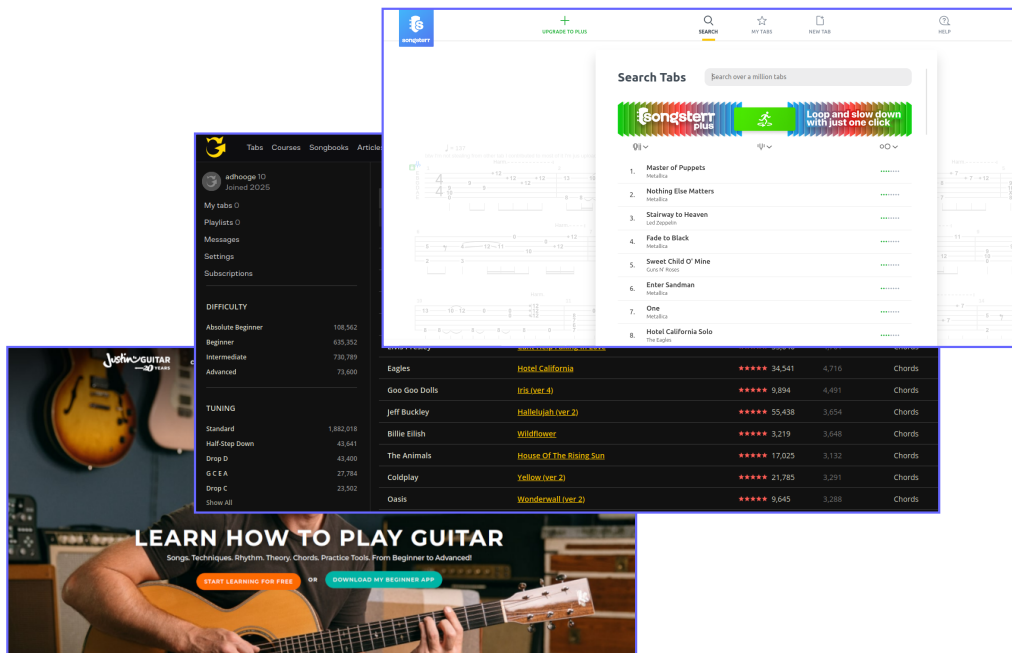 songsterr
UPGRADE TO PLUS
SEARCH
MY TABS
NEW TAB
HELP
Search Tabs
Search over a million tabs
songsterr
plus
Loop and slow down
with just one click
1. Master of Puppets
Metallica
2. Nothing Else Matters
Metallica
3. Stairway to Heaven
Led Zeppelin
4. Fade to Black
Metallica
5. Sweet Child O' Mine
Guns N' Roses
6. Enter Sandman
Metallica
7. One
Metallica
8. Hotel California Solo
The Eagles
Tabs Courses Songbooks Articles
adhooge 10
Joined 2025
My tabs 0
Playlists 0
Messages
Settings
Subscriptions
DIFFICULTY
Absolute Beginner 108,562
Beginner 635,352
Intermediate 730,789
Advanced 73,600
TUNING
Standard 1,882,018
Half-Step Down 43,641
Drop D 43,400
G C E A 27,784
Drop C 23,502
Show All
Eagles Hotel California 34,541 4,716 Chords
Goo Goo Dolls Iris (ver 4) 9,894 4,491 Chords
Jeff Buckley Hallelujah (ver 2) 55,438 3,654 Chords
Billie Eilish Wildflower 3,219 3,648 Chords
The Animals House Of The Rising Sun 17,025 3,132 Chords
Coldplay Yellow (ver 2) 21,785 3,291 Chords
Oasis Wonderwall (ver 2) 9,645 3,288 Chords
JustinGUITAR
20 YEARS
LEARN HOW TO PLAY GUITAR
Songs. Techniques. Rhythm. Theory. Chords. Practice Tools. From Beginner to Advanced!
START LEARNING FOR FREE OR DOWNLOAD MY BEGINNER APP